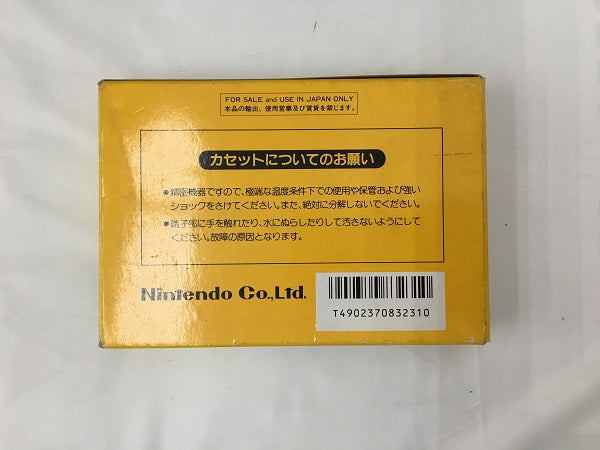 FOR SALE and USE IN JAPAN ONLY
本品の輸出、使用営業及び賃貸を禁じます。
カセットについてのお願い
●精密機器ですので、極端な温度条件下での使用や保管および強い
ショックをさけてください。また、絶対に分解しないでください。
●端子部に手を触れたり、水にぬらしたりして汚さないようにして
ください。故障の原因となります。
Nintendo Co.,Ltd.
T4902370832310